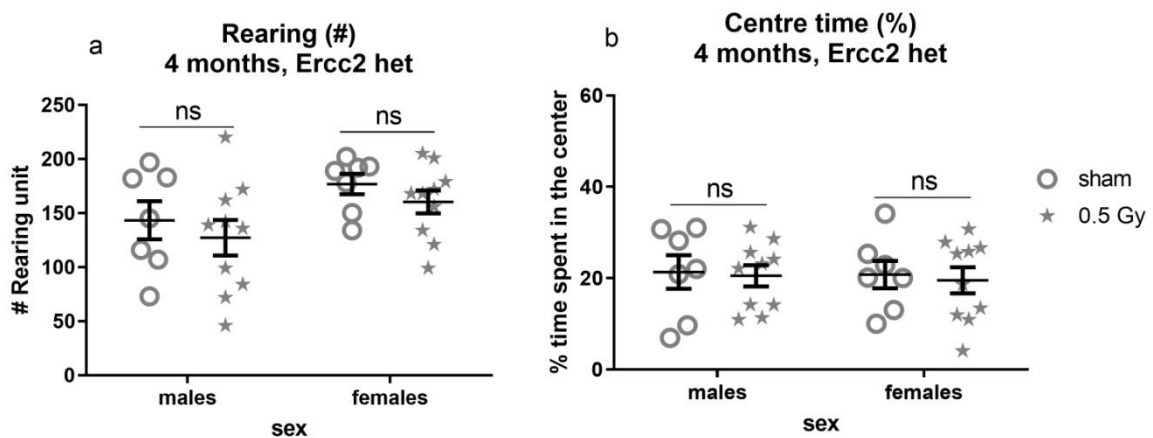 a
Rearing (#)
4 months, Ercc2 het
# Rearing unit
250
200
150
100
50
0
ns
ns
males
females
sex
b
Centre time (%)
4 months, Ercc2 het
% time spent in the center
60
40
20
0
ns
ns
males
females
sex
sham
0.5 Gy